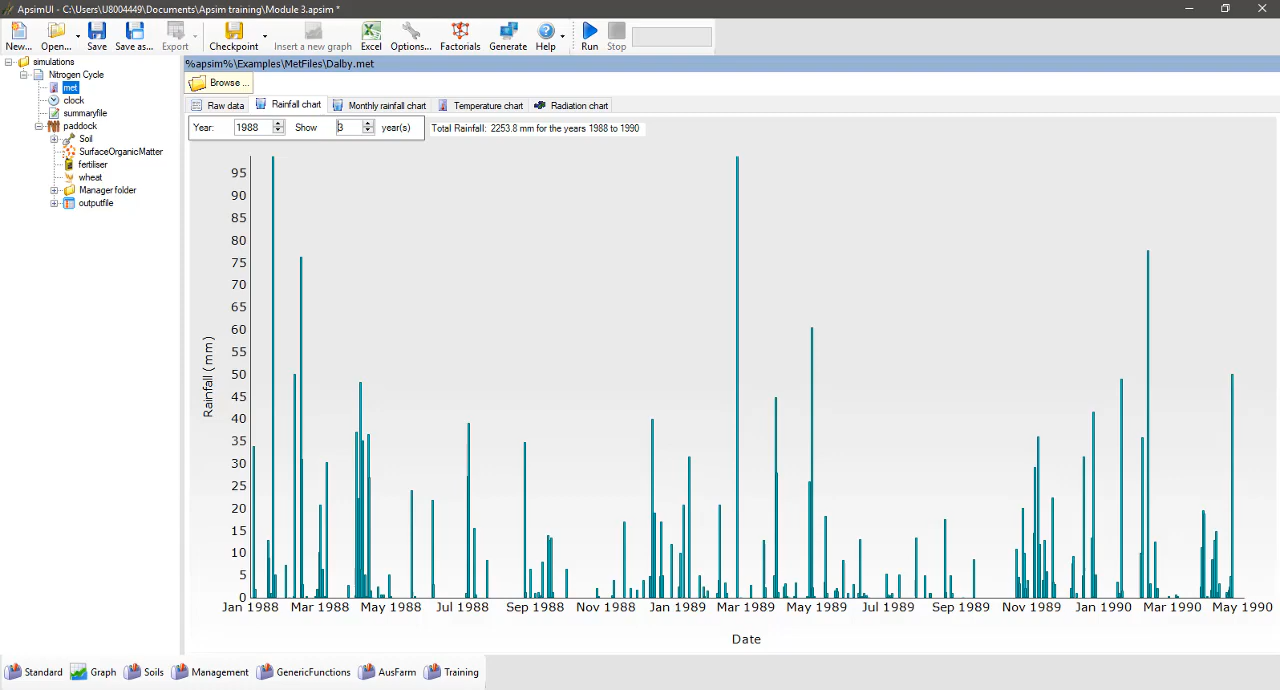 ApsimUI - C:\Users\U8004449\Documents\Apsim training\Module 3.apsim *
New... Open... Save Save as... Export Checkpoint Insert a new graph Excel Options... Factorials Generate Help Run Stop
simulations
Nitrogen Cycle
met
clock
summaryfile
paddock
Soil
SurfaceOrganicMatter
fertiliser
wheat
Manager folder
outputfile
%apsim%\Examples\MetFiles\Dalby.met
Browse ...
Raw data Rainfall chart Monthly rainfall chart Temperature chart Radiation chart
Year: 1988 Show 3 year(s) Total Rainfall: 2253.8 mm for the years 1988 to 1990
95
90
85
80
75
70
65
60
55
50
45
40
35
30
25
20
15
10
5
0
Rainfall (mm)
Jan 1988 Mar 1988 May 1988 Jul 1988 Sep 1988 Nov 1988 Jan 1989 Mar 1989 May 1989 Jul 1989 Sep 1989 Nov 1989 Jan 1990 Mar 1990 May 1990
Date
Standard Graph Soils Management GenericFunctions AusFarm Training